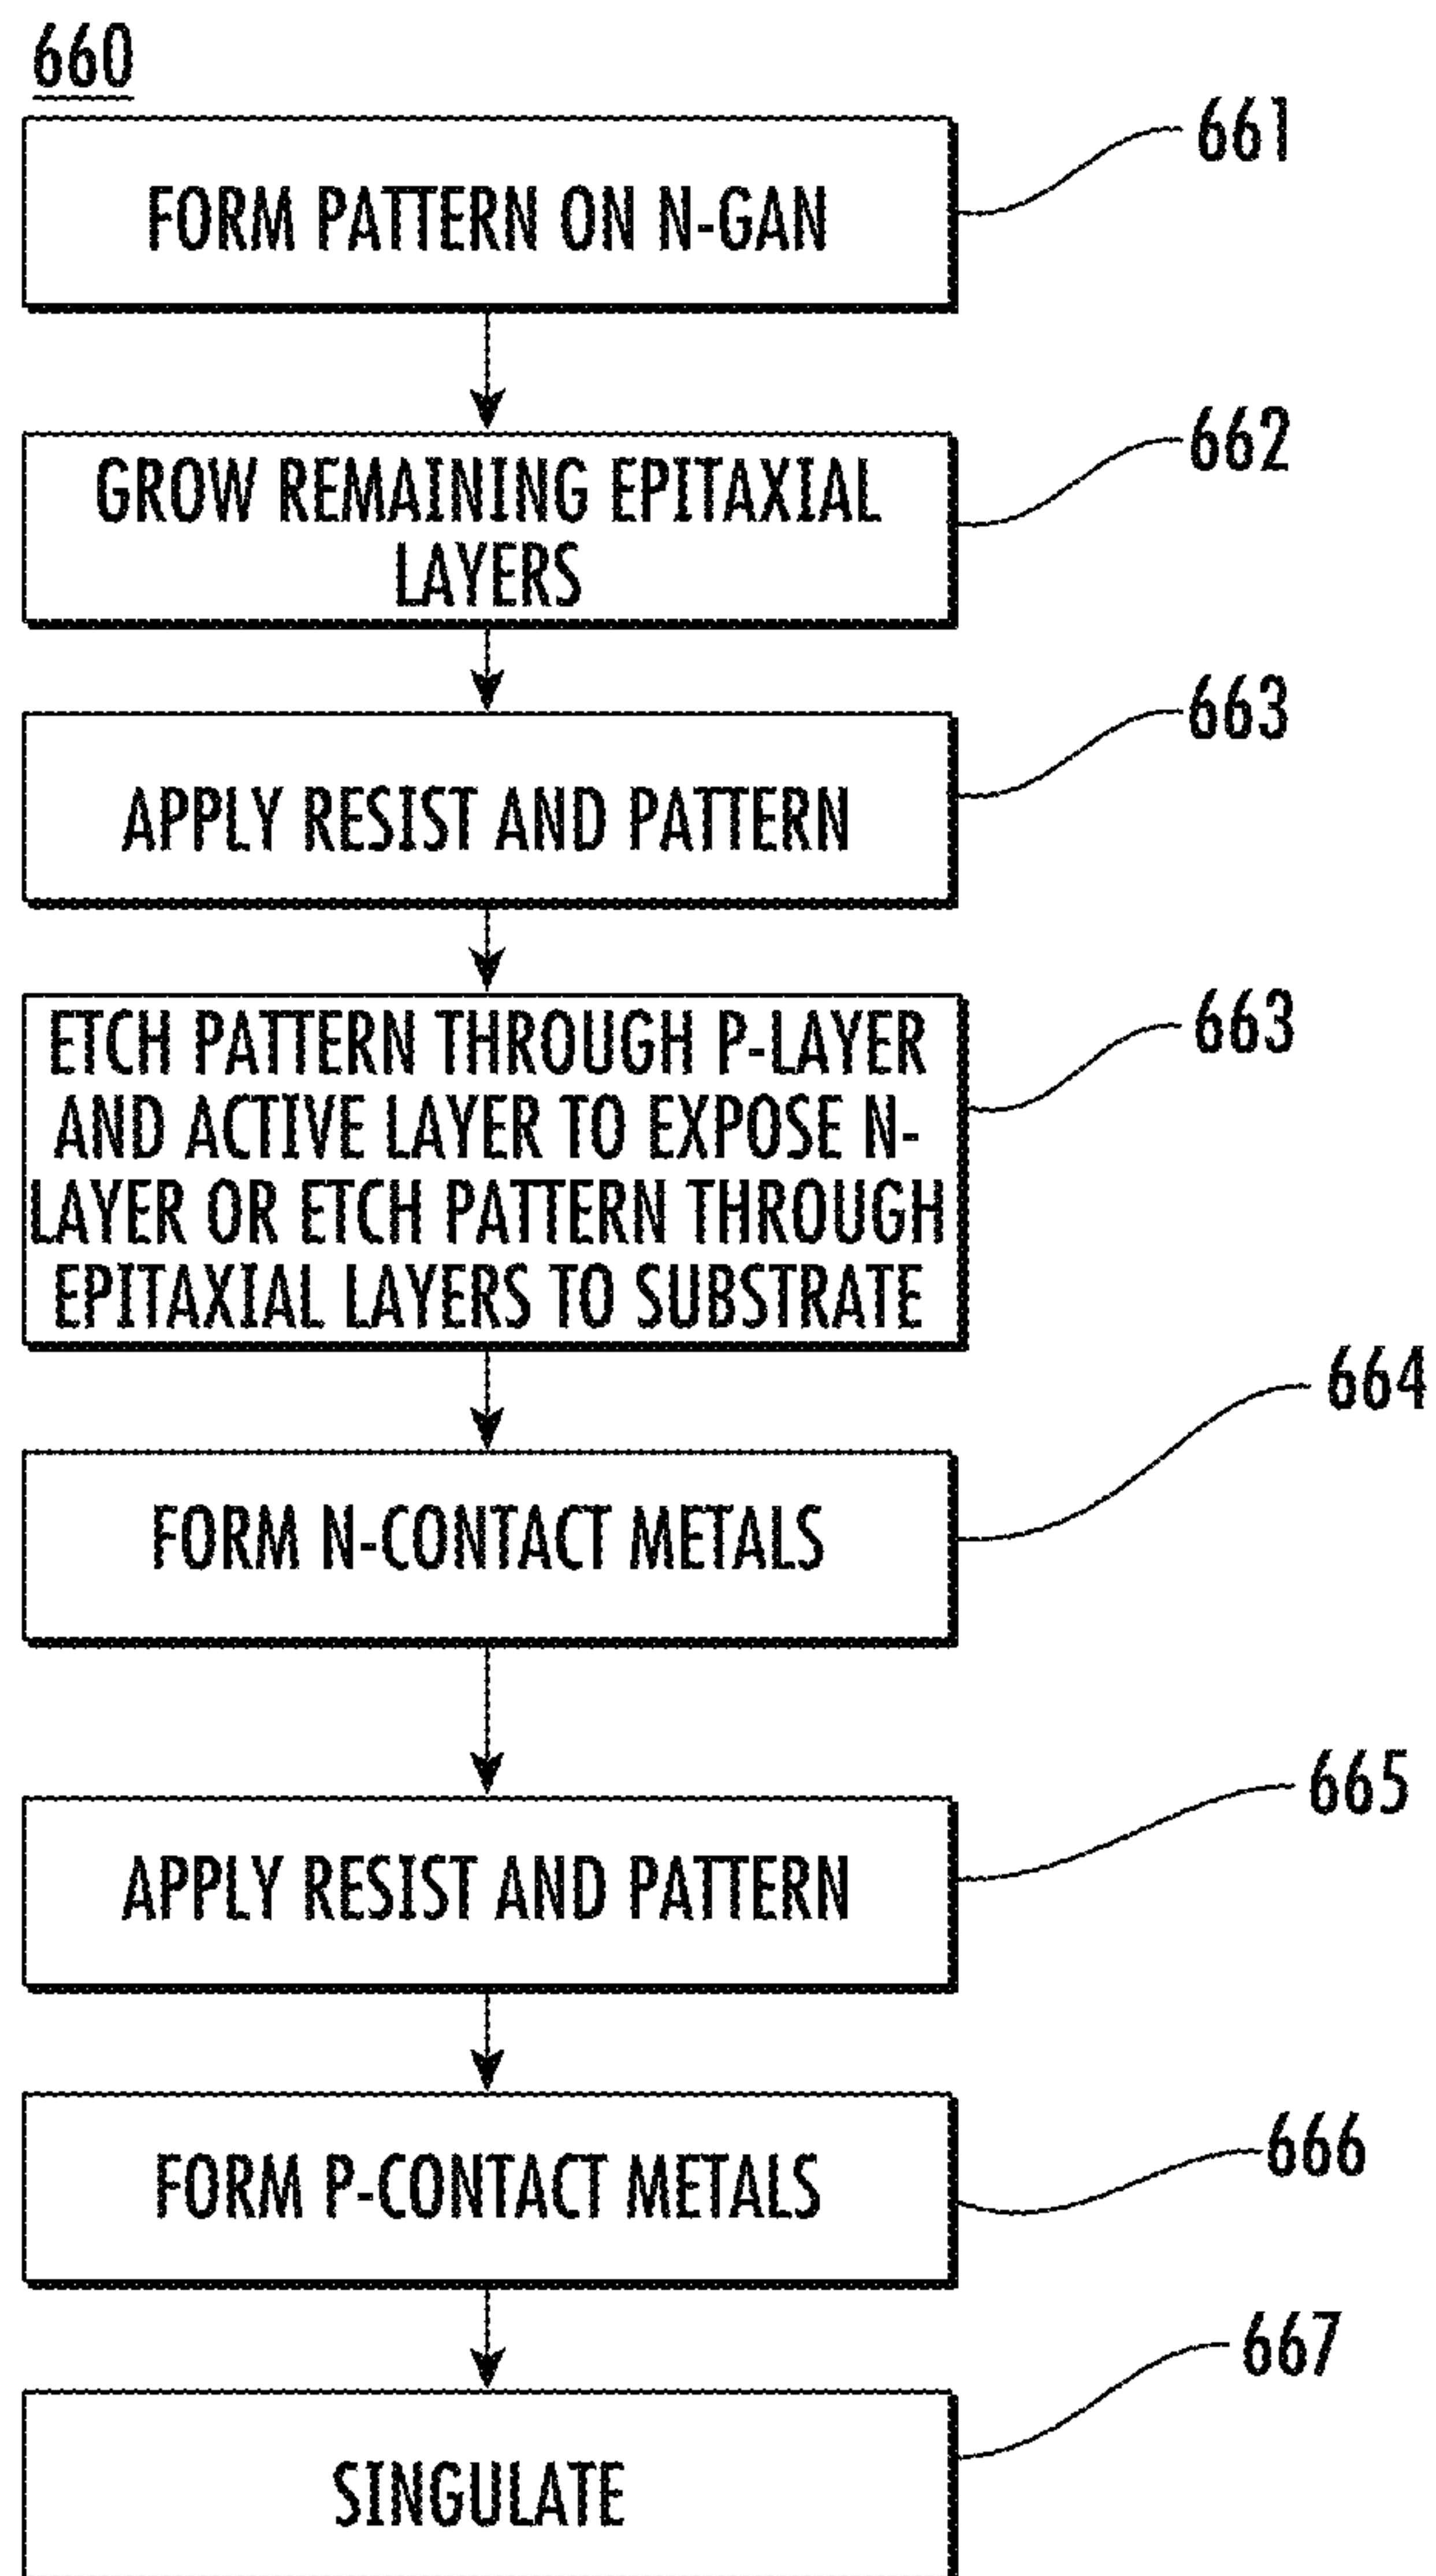 660
FORM PATTERN ON N-GAN
661
GROW REMAINING EPITAXIAL
LAYERS
662
APPLY RESIST AND PATTERN
663
ETCH PATTERN THROUGH P-LAYER
AND ACTIVE LAYER TO EXPOSE N-
LAYER OR ETCH PATTERN THROUGH
EPITAXIAL LAYERS TO SUBSTRATE
663
FORM N-CONTACT METALS
664
APPLY RESIST AND PATTERN
665
FORM P-CONTACT METALS
666
SINGULATE
667